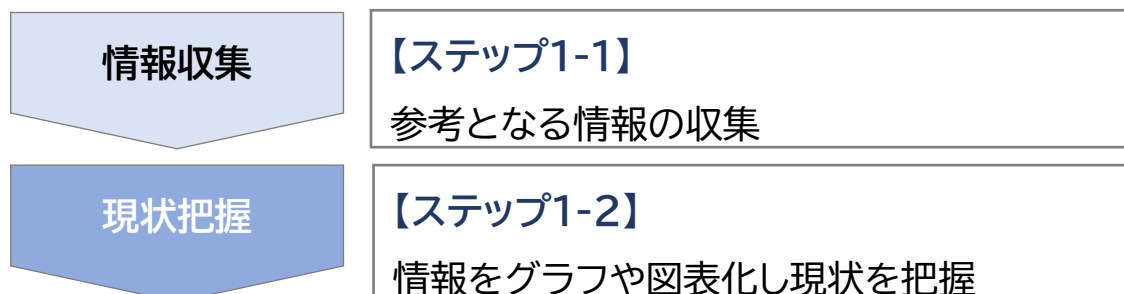 情報収集
【ステップ1-1】
参考となる情報の収集
現状把握
【ステップ1-2】
情報をグラフや図表化し現状を把握